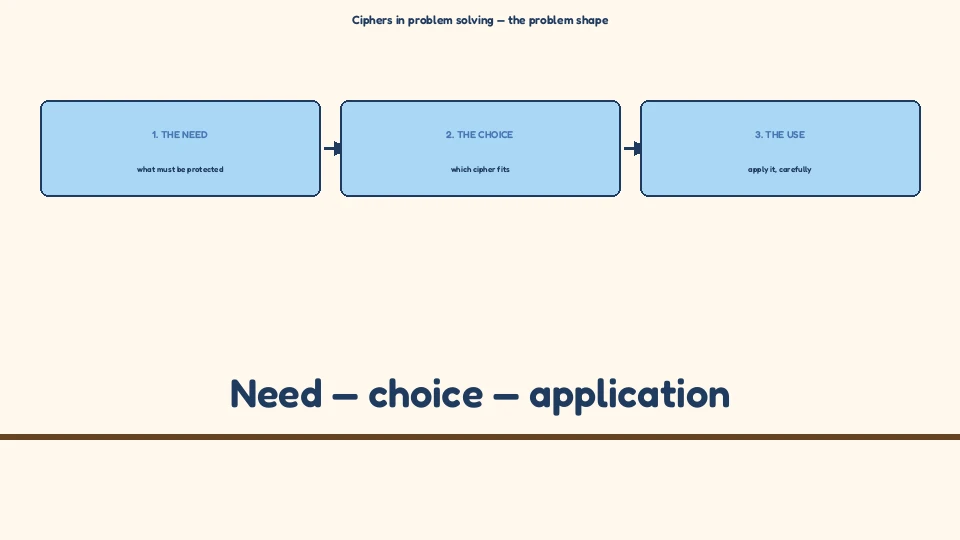 Ciphers in problem solving — the problem shape
1. THE NEED
what must be protected
2. THE CHOICE
which cipher fits
3. THE USE
apply it, carefully
Need — choice — application